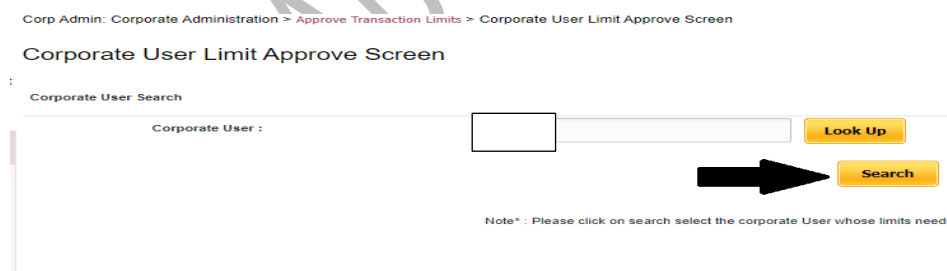 Corp Admin: Corporate Administration > Approve Transaction Limits > Corporate User Limit Approve Screen
Corporate User Limit Approve Screen
Corporate User Search
Corporate User :
Look Up
Search
Note* : Please click on search select the corporate User whose limits need